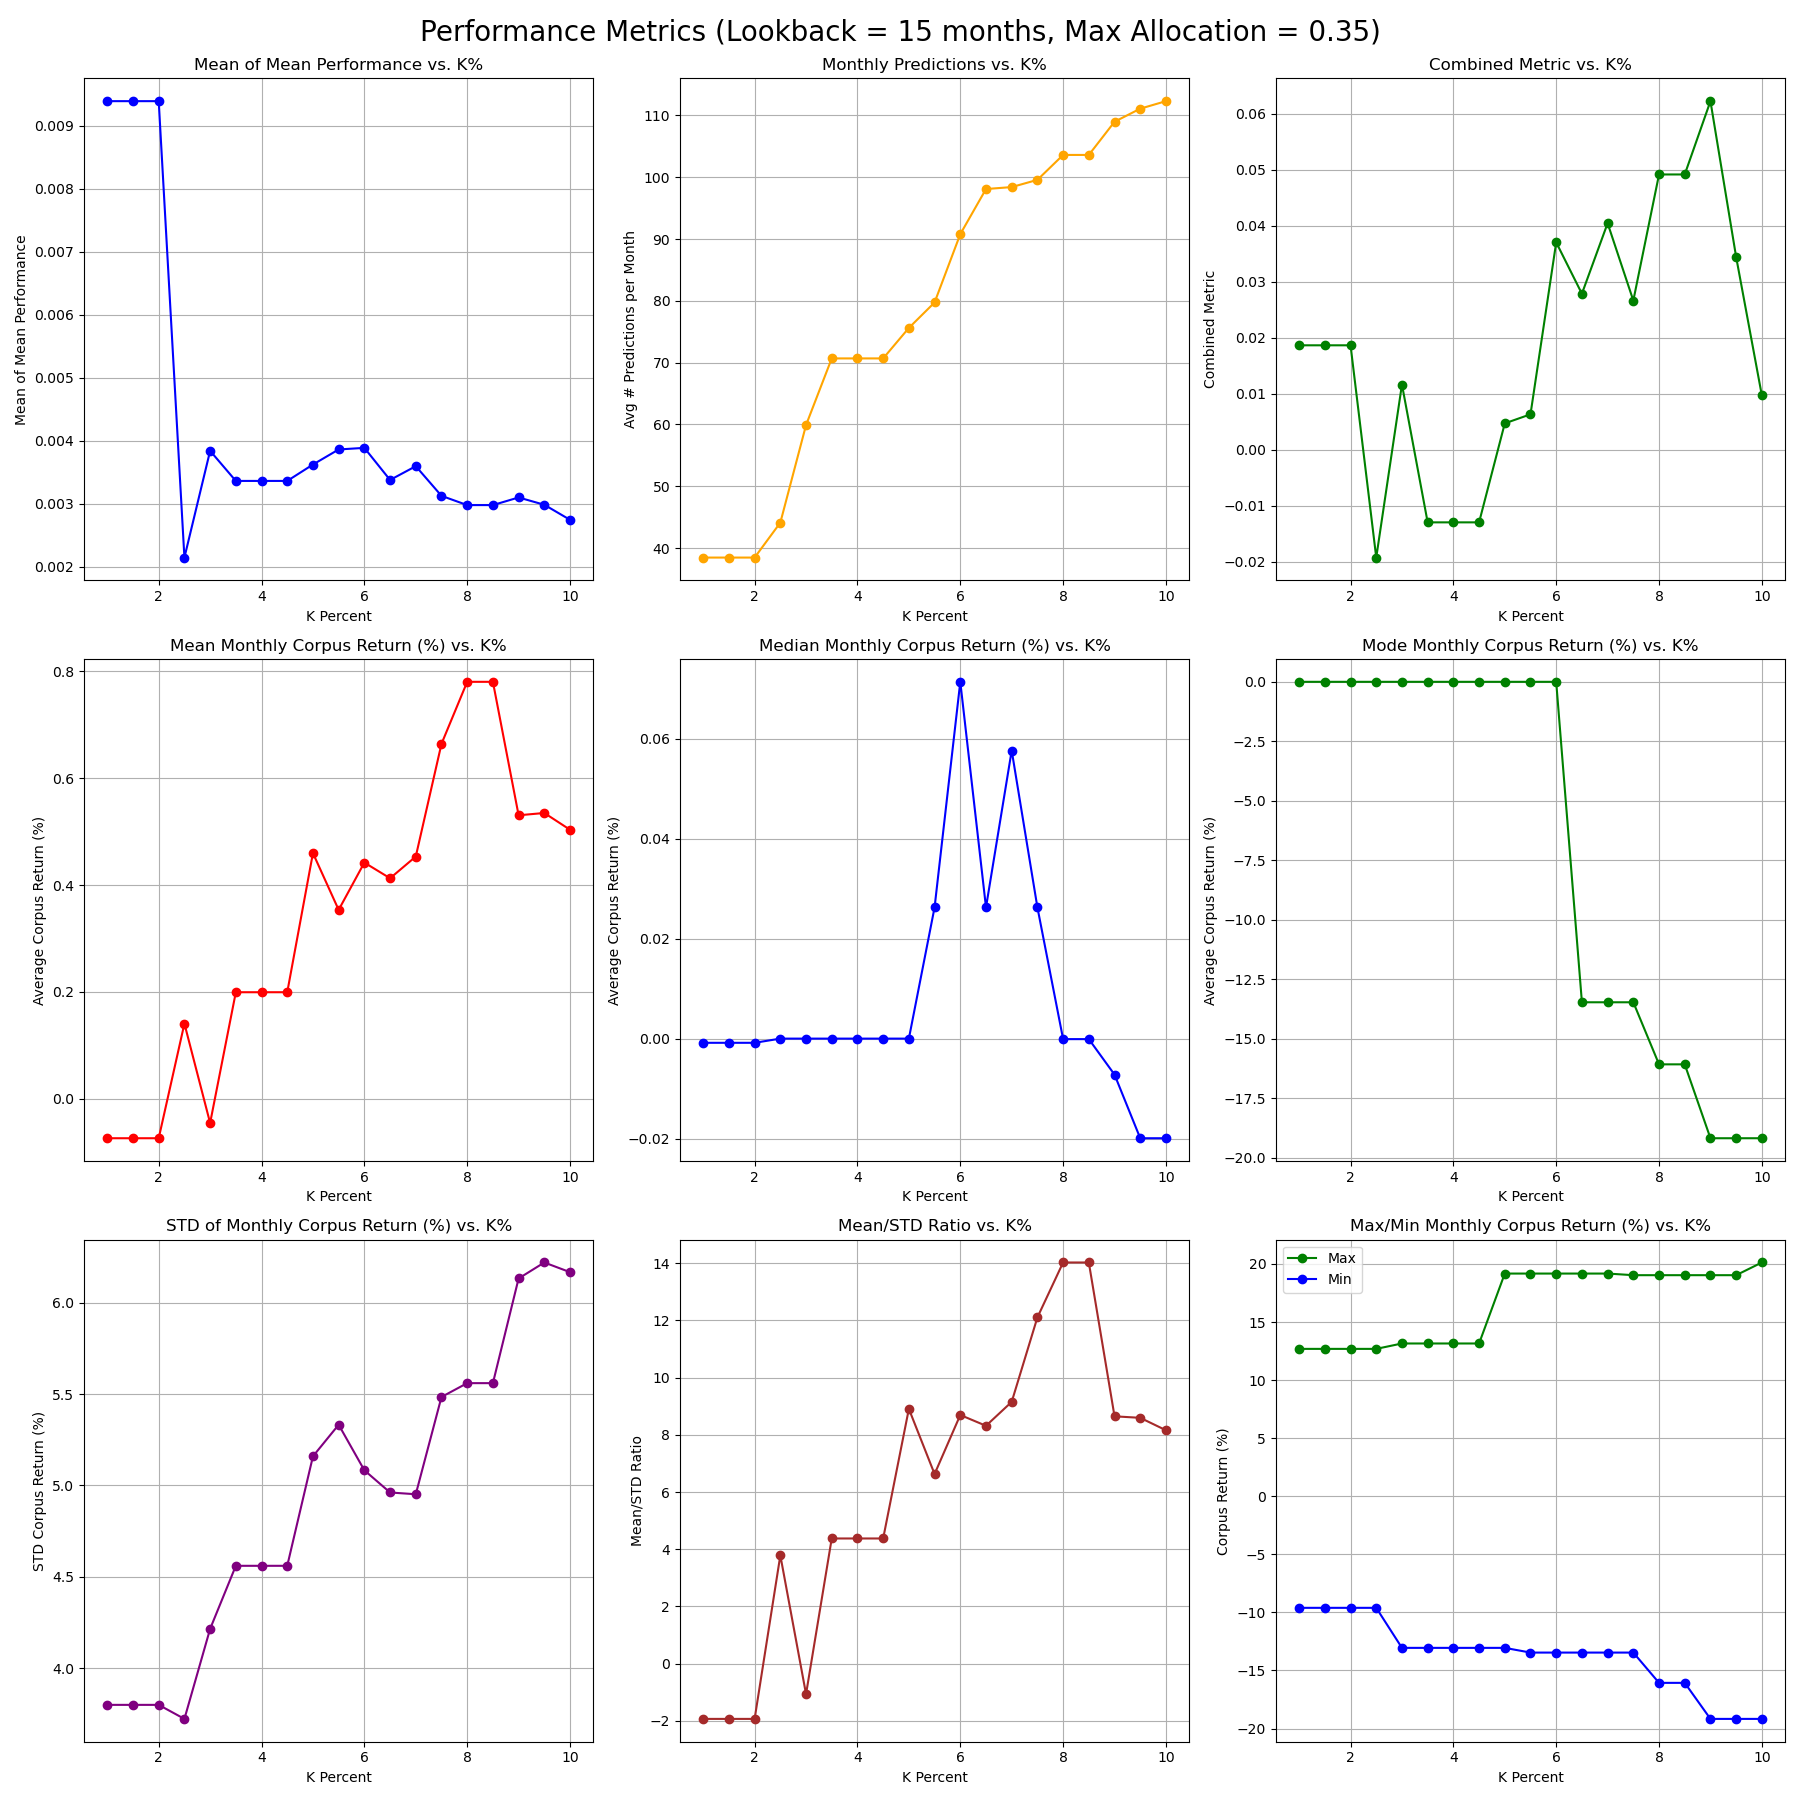 Performance Metrics (Lookback = 15 months, Max Allocation = 0.35)
Mean of Mean Performance vs. K%
Mean of Mean Performance
0.009
0.008
0.007
0.006
0.005
0.004
0.003
0.002
2 4 6 8 10
K Percent
Monthly Predictions vs. K%
Avg # Predictions per Month
110
100
90
80
70
60
50
40
2 4 6 8 10
K Percent
Combined Metric vs. K%
Combined Metric
0.06
0.05
0.04
0.03
0.02
0.01
0.00
−0.01
−0.02
2 4 6 8 10
K Percent
Mean Monthly Corpus Return (%) vs. K%
Average Corpus Return (%)
0.8
0.6
0.4
0.2
0.0
2 4 6 8 10
K Percent
Median Monthly Corpus Return (%) vs. K%
Average Corpus Return (%)
0.06
0.04
0.02
0.00
−0.02
2 4 6 8 10
K Percent
Mode Monthly Corpus Return (%) vs. K%
Average Corpus Return (%)
0.0
−2.5
−5.0
−7.5
−10.0
−12.5
−15.0
−17.5
−20.0
2 4 6 8 10
K Percent
STD of Monthly Corpus Return (%) vs. K%
STD Corpus Return (%)
6.0
5.5
5.0
4.5
4.0
2 4 6 8 10
K Percent
Mean/STD Ratio vs. K%
Mean/STD Ratio
14
12
10
8
6
4
2
0
−2
2 4 6 8 10
K Percent
Max/Min Monthly Corpus Return (%) vs. K%
Max
Min
Corpus Return (%)
20
15
10
5
0
−5
−10
−15
−20
2 4 6 8 10
K Percent